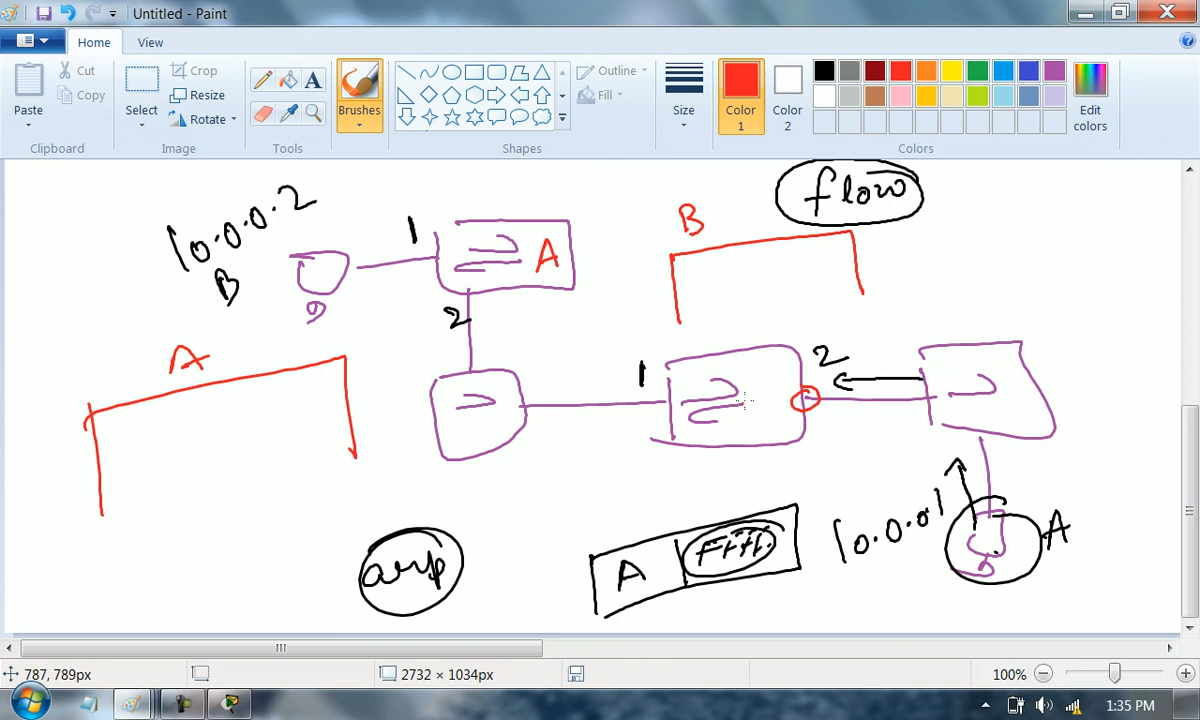 Untitled - Paint
Home
View
Paste
Cut
Copy
Clipboard
Select
Crop
Resize
Rotate
Image
A
Tools
Brushes
Shapes
Outline
Fill
Size
Color 1
Color 2
Edit colors
Colors
flow
10.0.0.2
B
1
A
B
2
A
1
2
arp
A
FFFF.
10.0.0.1
A
787, 789px
2732 × 1034px
100%
1:35 PM